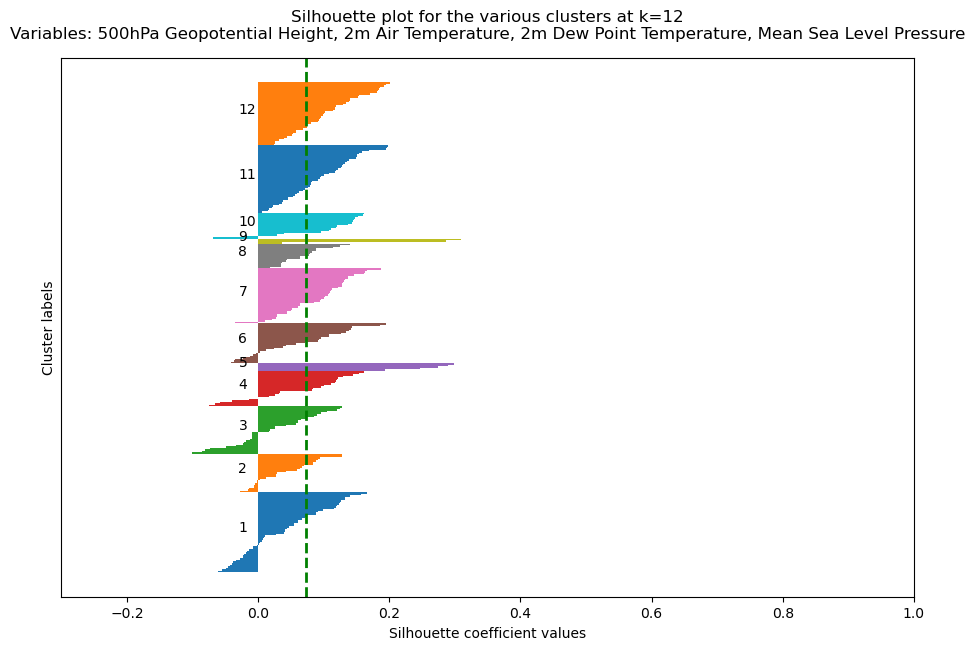 Silhouette plot for the various clusters at k=12
Variables: 500hPa Geopotential Height, 2m Air Temperature, 2m Dew Point Temperature, Mean Sea Level Pressure
12
11
10
9
8
7
6
5
4
3
2
1
Cluster labels
−0.2 0.0 0.2 0.4 0.6 0.8 1.0
Silhouette coefficient values